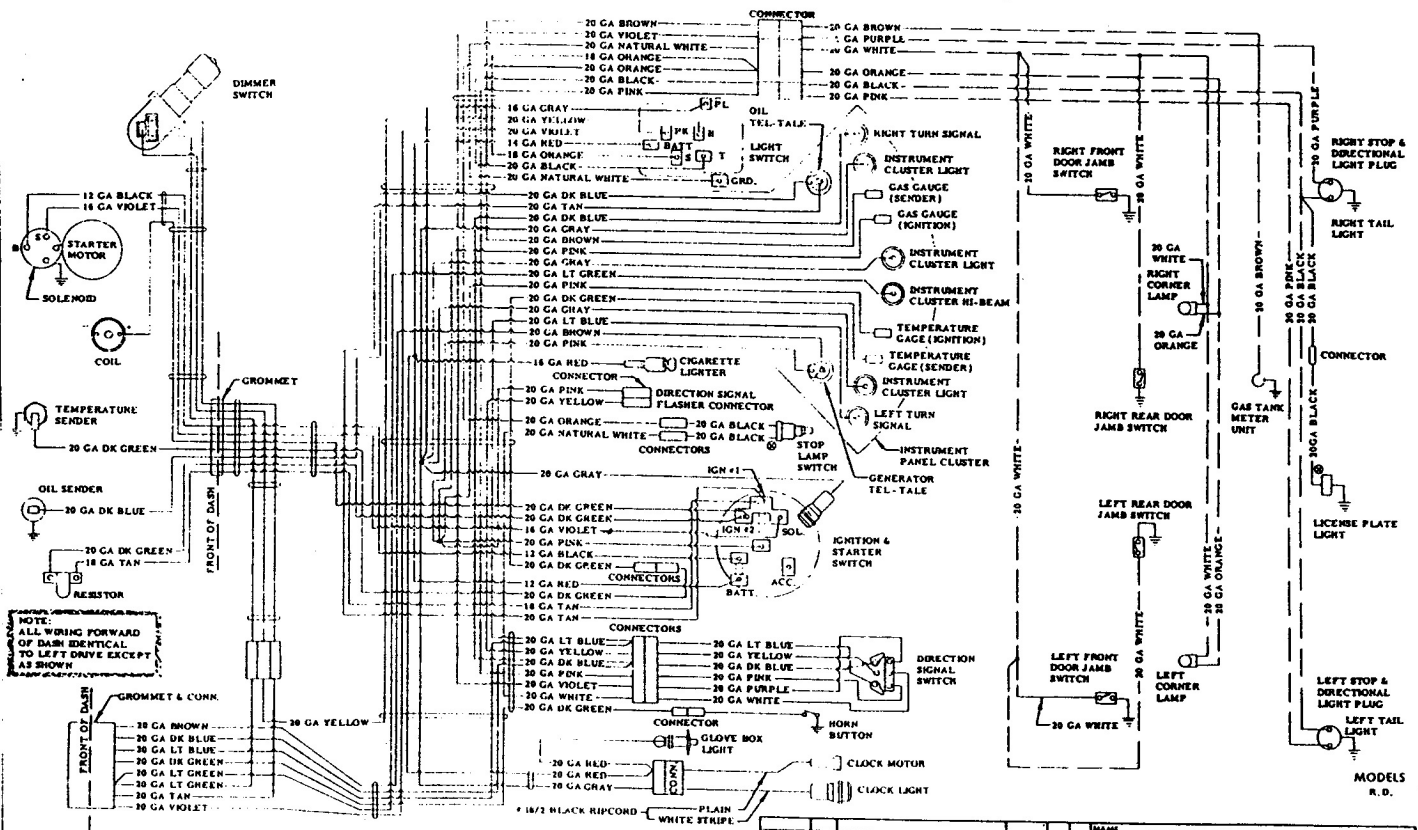 CONNECTOR
20 GA BROWN
20 GA VIOLET
20 GA NATURAL WHITE
18 GA ORANGE
20 GA ORANGE
20 GA BLACK
20 GA PINK
20 GA BROWN
GA PURPLE
GA WHITE
20 GA ORANGE
20 GA BLACK
20 GA PINK
DIMMER
SWITCH
16 GA GRAY
20 GA YELLOW
20 GA VIOLET
14 GA RED
18 GA ORANGE
20 GA BLACK
20 GA NATURAL WHITE
PL
PK
H
BATT
S
T
GRD.
OIL
TEL-TALE
LIGHT
SWITCH
RIGHT TURN SIGNAL
INSTRUMENT
CLUSTER LIGHT
GAS GAUGE
(SENDER)
GAS GAUGE
(IGNITION)
INSTRUMENT
CLUSTER LIGHT
INSTRUMENT
CLUSTER HI-BEAM
TEMPERATURE
GAGE (IGNITION)
TEMPERATURE
GAGE (SENDER)
INSTRUMENT
CLUSTER LIGHT
LEFT TURN
SIGNAL
INSTRUMENT
PANEL CLUSTER
GENERATOR
TEL-TALE
20 GA DK BLUE
20 GA TAN
20 GA DK BLUE
20 GA GRAY
20 GA BROWN
20 GA PINK
20 GA GRAY
20 GA LT GREEN
20 GA PINK
20 GA DK GREEN
20 GA GRAY
20 GA LT BLUE
20 GA BROWN
20 GA PINK
16 GA RED
CIGARETTE
LIGHTER
CONNECTOR
20 GA PINK
20 GA YELLOW
DIRECTION SIGNAL
FLASHER CONNECTOR
20 GA ORANGE
20 GA BLACK
20 GA NATURAL WHITE
20 GA BLACK
CONNECTORS
STOP
LAMP
SWITCH
20 GA GRAY
IGN #1
20 GA DK GREEN
20 GA DK GREEN
16 GA VIOLET
20 GA PINK
12 GA BLACK
20 GA DK GREEN
12 GA RED
20 GA DK GREEN
18 GA TAN
20 GA TAN
CONNECTORS
IGN #2
SOL
ACC
BATT
IGNITION &
STARTER
SWITCH
CONNECTORS
20 GA LT BLUE
20 GA YELLOW
20 GA DK BLUE
20 GA PINK
20 GA VIOLET
20 GA WHITE
20 GA DK GREEN
20 GA LT BLUE
20 GA YELLOW
20 GA DK BLUE
20 GA PINK
20 GA PURPLE
20 GA WHITE
DIRECTION
SIGNAL
SWITCH
CONNECTOR
HORN
BUTTON
GLOVE BOX
LIGHT
20 GA RED
20 GA RED
20 GA GRAY
CONN
CLOCK MOTOR
CLOCK LIGHT
* 18/2 BLACK RIPCORD
PLAIN
WHITE STRIPE
12 GA BLACK
16 GA VIOLET
B
S
STARTER
MOTOR
SOLENOID
COIL
GROMMET
TEMPERATURE
SENDER
20 GA DK GREEN
OIL SENDER
20 GA DK BLUE
20 GA DK GREEN
18 GA TAN
RESISTOR
FRONT OF DASH
NOTE:
ALL WIRING FORWARD
OF DASH IDENTICAL
TO LEFT DRIVE EXCEPT
AS SHOWN
GROMMET & CONN.
FRONT OF DASH
20 GA YELLOW
20 GA BROWN
20 GA DK BLUE
20 GA LT BLUE
20 GA DK GREEN
20 GA LT GREEN
20 GA LT GREEN
20 GA TAN
20 GA VIOLET
20 GA WHITE
20 GA WHITE
20 GA WHITE
RIGHT FRONT
DOOR JAMB
SWITCH
20 GA PURPLE
RIGHT STOP &
DIRECTIONAL
LIGHT PLUG
RIGHT TAIL
LIGHT
20 GA
WHITE
RIGHT
CORNER
LAMP
20 GA
ORANGE
20 GA BROWN
20 GA PINK
20 GA BLACK
20 GA BLACK
CONNECTOR
GAS TANK
METER
UNIT
RIGHT REAR DOOR
JAMB SWITCH
20GA BLACK
20 GA WHITE
LEFT REAR DOOR
JAMB SWITCH
LICENSE PLATE
LIGHT
20 GA WHITE
20 GA ORANGE
20 GA WHITE
LEFT FRONT
DOOR JAMB
SWITCH
20 GA WHITE
LEFT
CORNER
LAMP
LEFT STOP &
DIRECTIONAL
LIGHT PLUG
LEFT TAIL
LIGHT
MODELS
R.D.
NAME